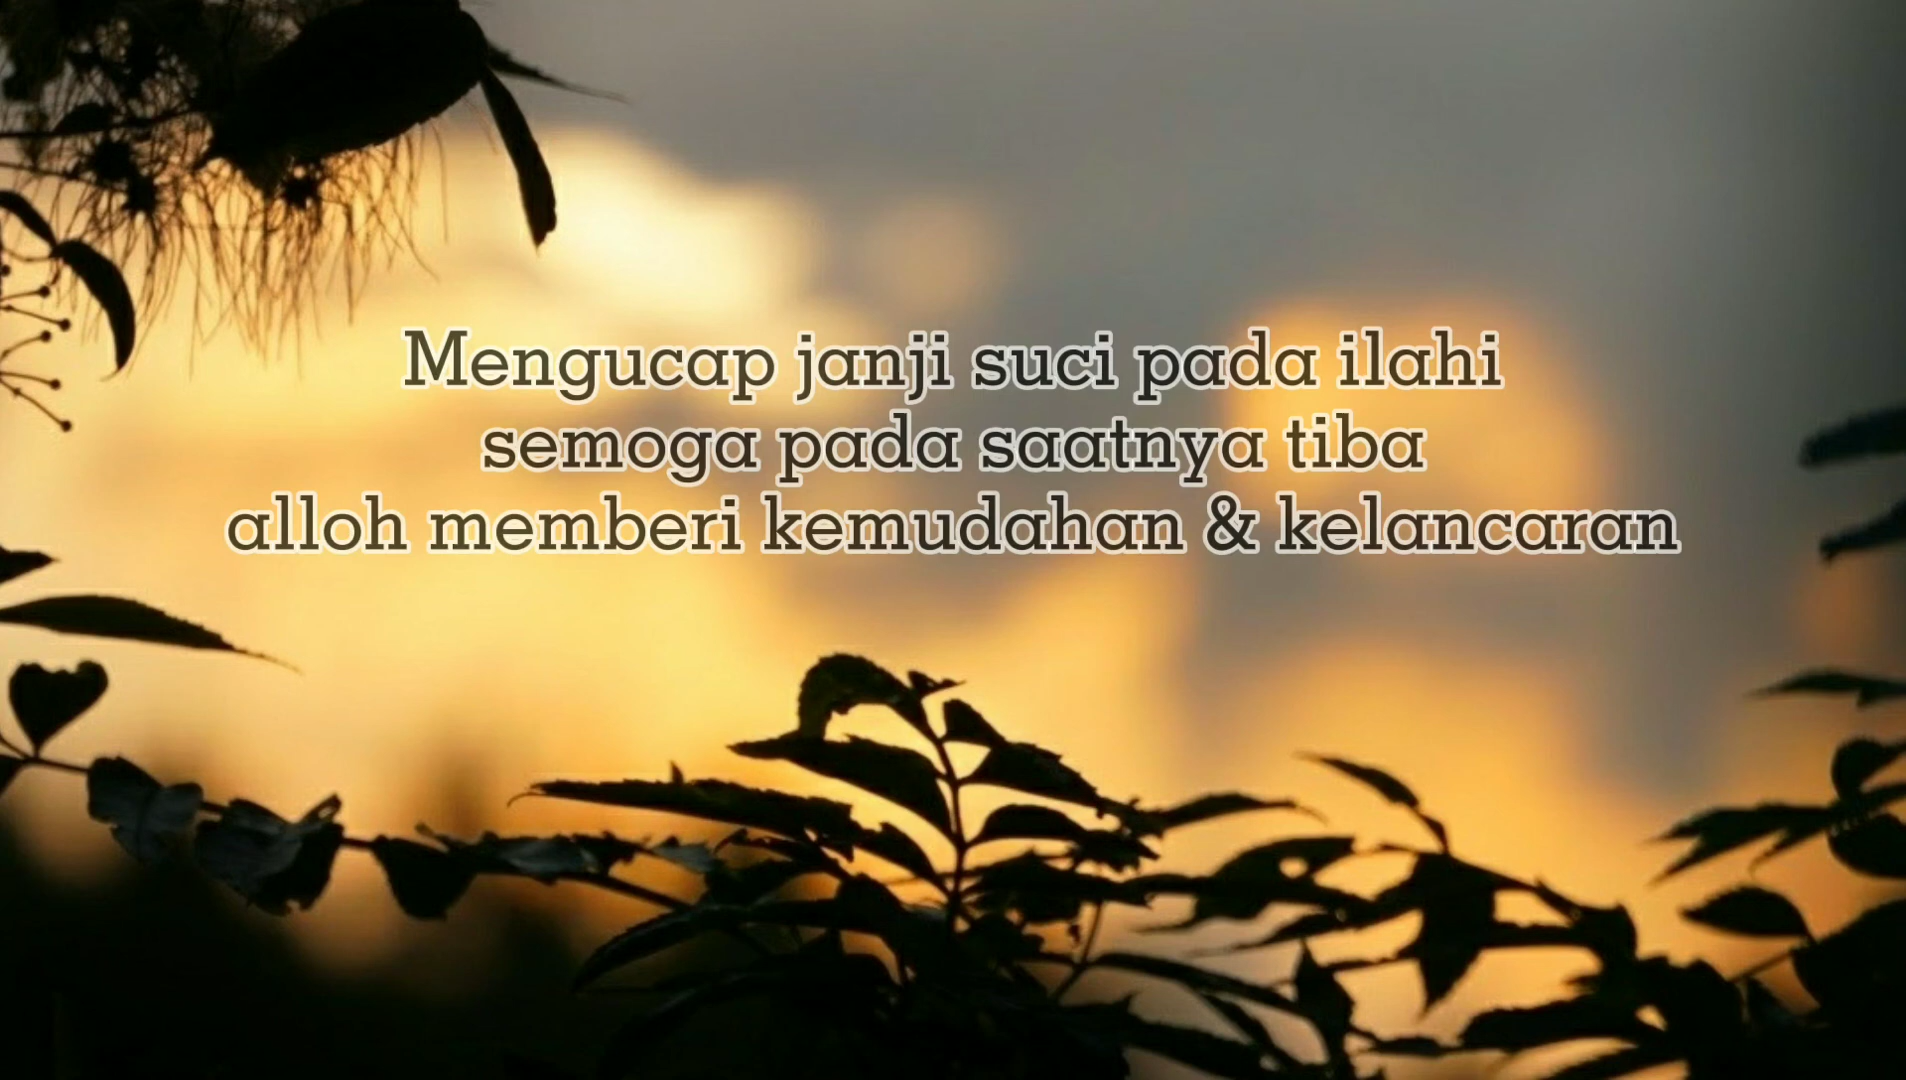 Mengucap janji suci pada ilahi
semoga pada saatnya tiba
alloh memberi kemudahan & kelancaran